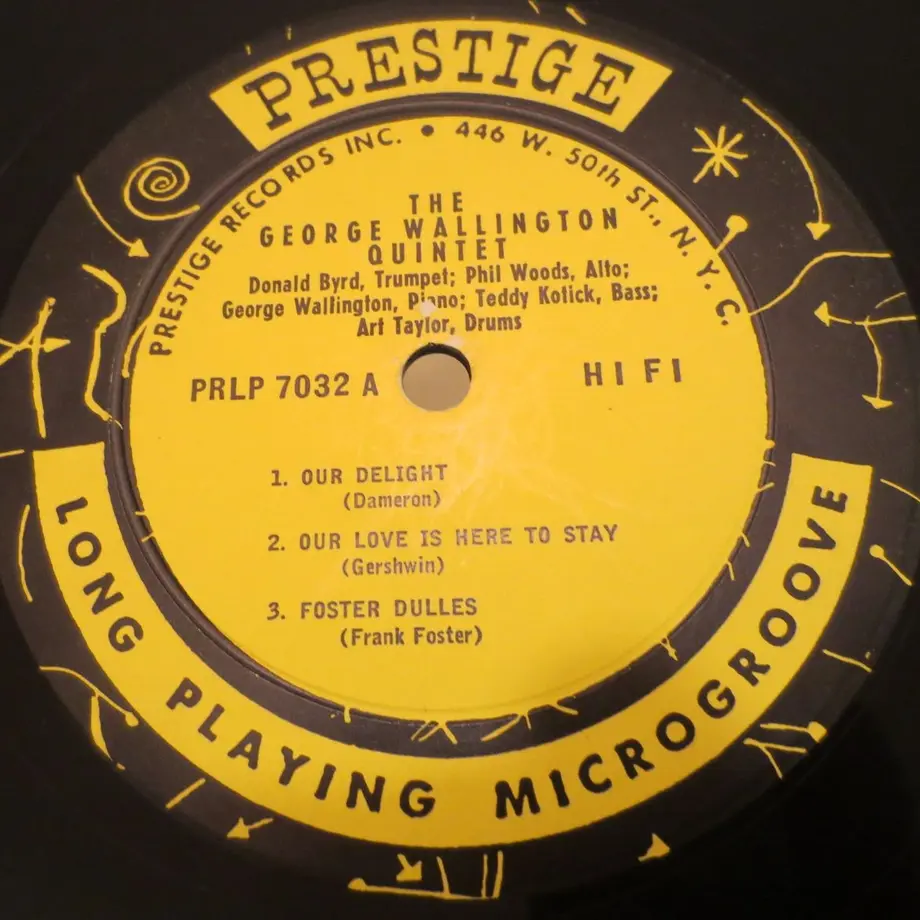 PRESTIGE
PRESTIGE RECORDS INC. • 446 W. 50th ST., N. Y. C.
THE
GEORGE WALLINGTON
QUINTET
Donald Byrd, Trumpet; Phil Woods, Alto;
George Wallington, Piano; Teddy Kotick, Bass;
Art Taylor, Drums
PRLP 7032 A
HI FI
1. OUR DELIGHT
(Dameron)
2. OUR LOVE IS HERE TO STAY
(Gershwin)
3. FOSTER DULLES
(Frank Foster)
LONG PLAYING MICROGROOVE